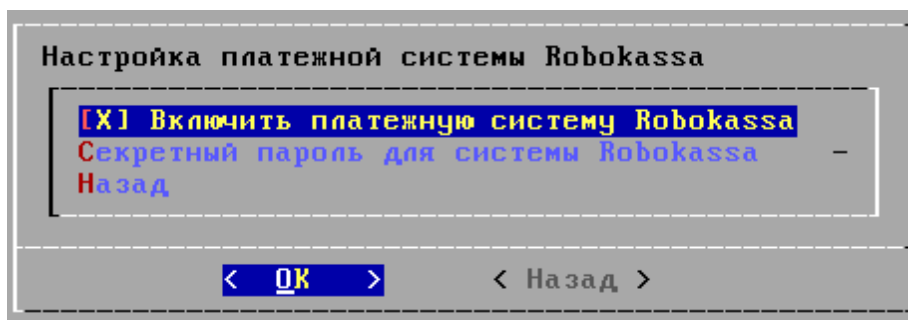 Настройка платежной системы Robokassa
[X] Включить платежную систему Robokassa
Секретный пароль для системы Robokassa –
Назад
< OK > < Назад >